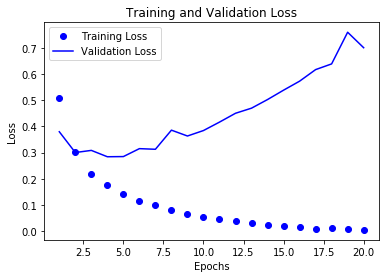 Training and Validation Loss
Training Loss
Validation Loss
Loss
0.7
0.6
0.5
0.4
0.3
0.2
0.1
0.0
2.5 5.0 7.5 10.0 12.5 15.0 17.5 20.0
Epochs